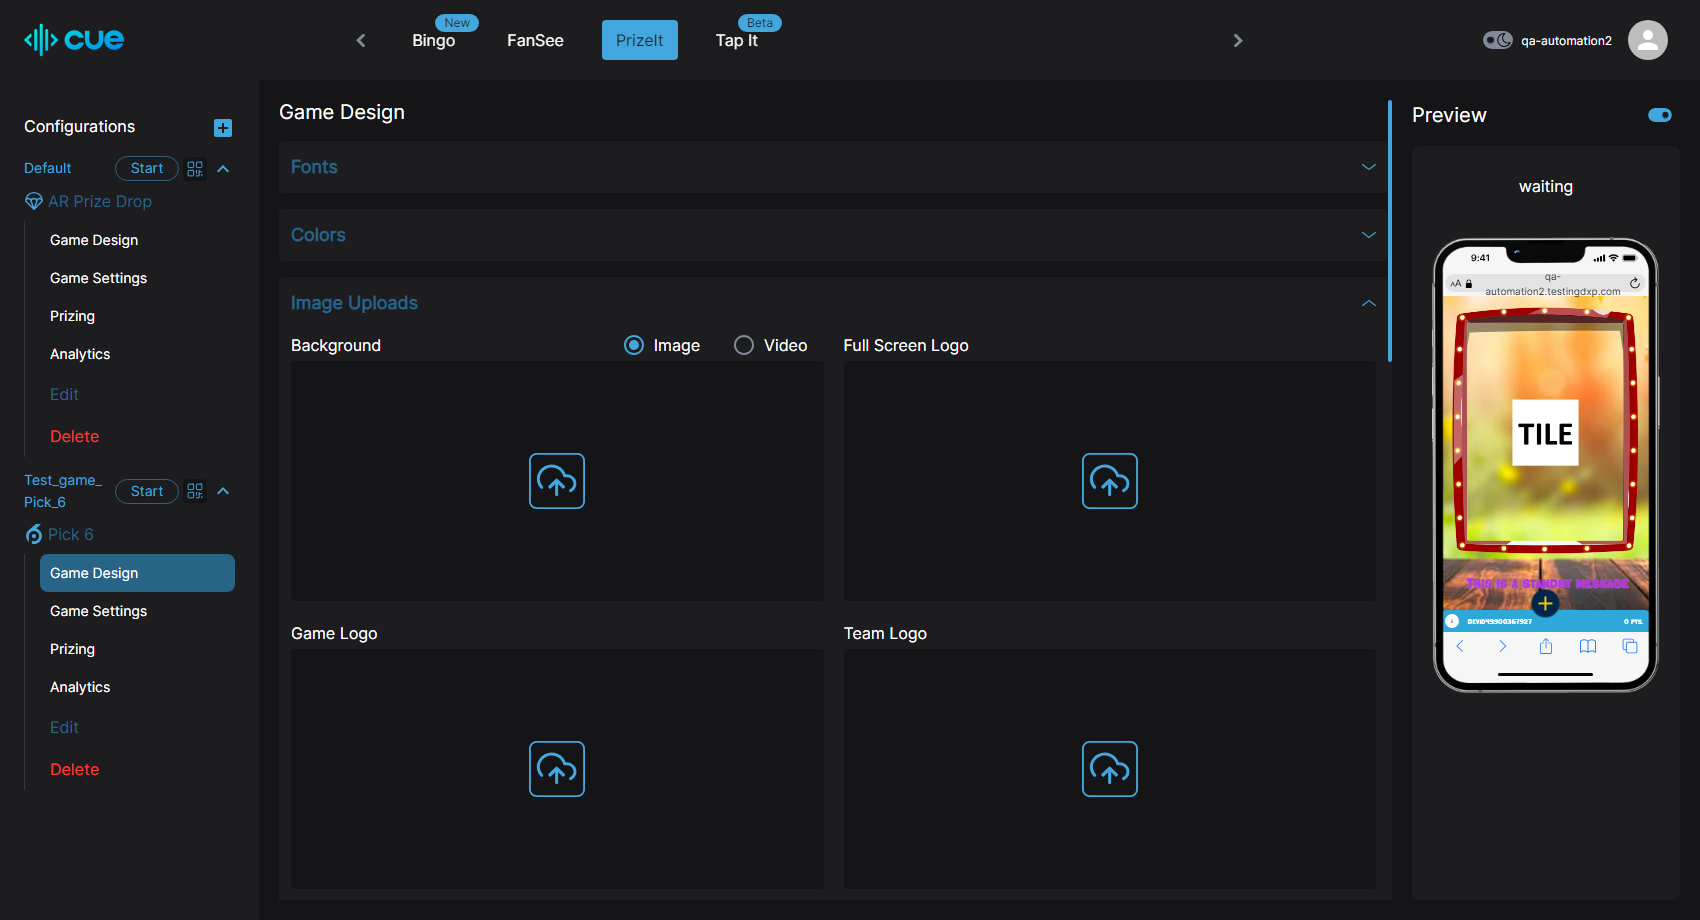 cue
New
Bingo
FanSee
PrizeIt
Beta
Tap It
qa-automation2
Configurations
Default
Start
AR Prize Drop
Game Design
Game Settings
Prizing
Analytics
Edit
Delete
Test_game_
Pick_6
Start
Pick 6
Game Design
Game Settings
Prizing
Analytics
Edit
Delete
Game Design
Fonts
Colors
Image Uploads
Background
Image
Video
Full Screen Logo
Game Logo
Team Logo
Preview
waiting
9:41
AA
qa-
automation2.testingdxp.com
TILE
This is a standby message
0 PTS.